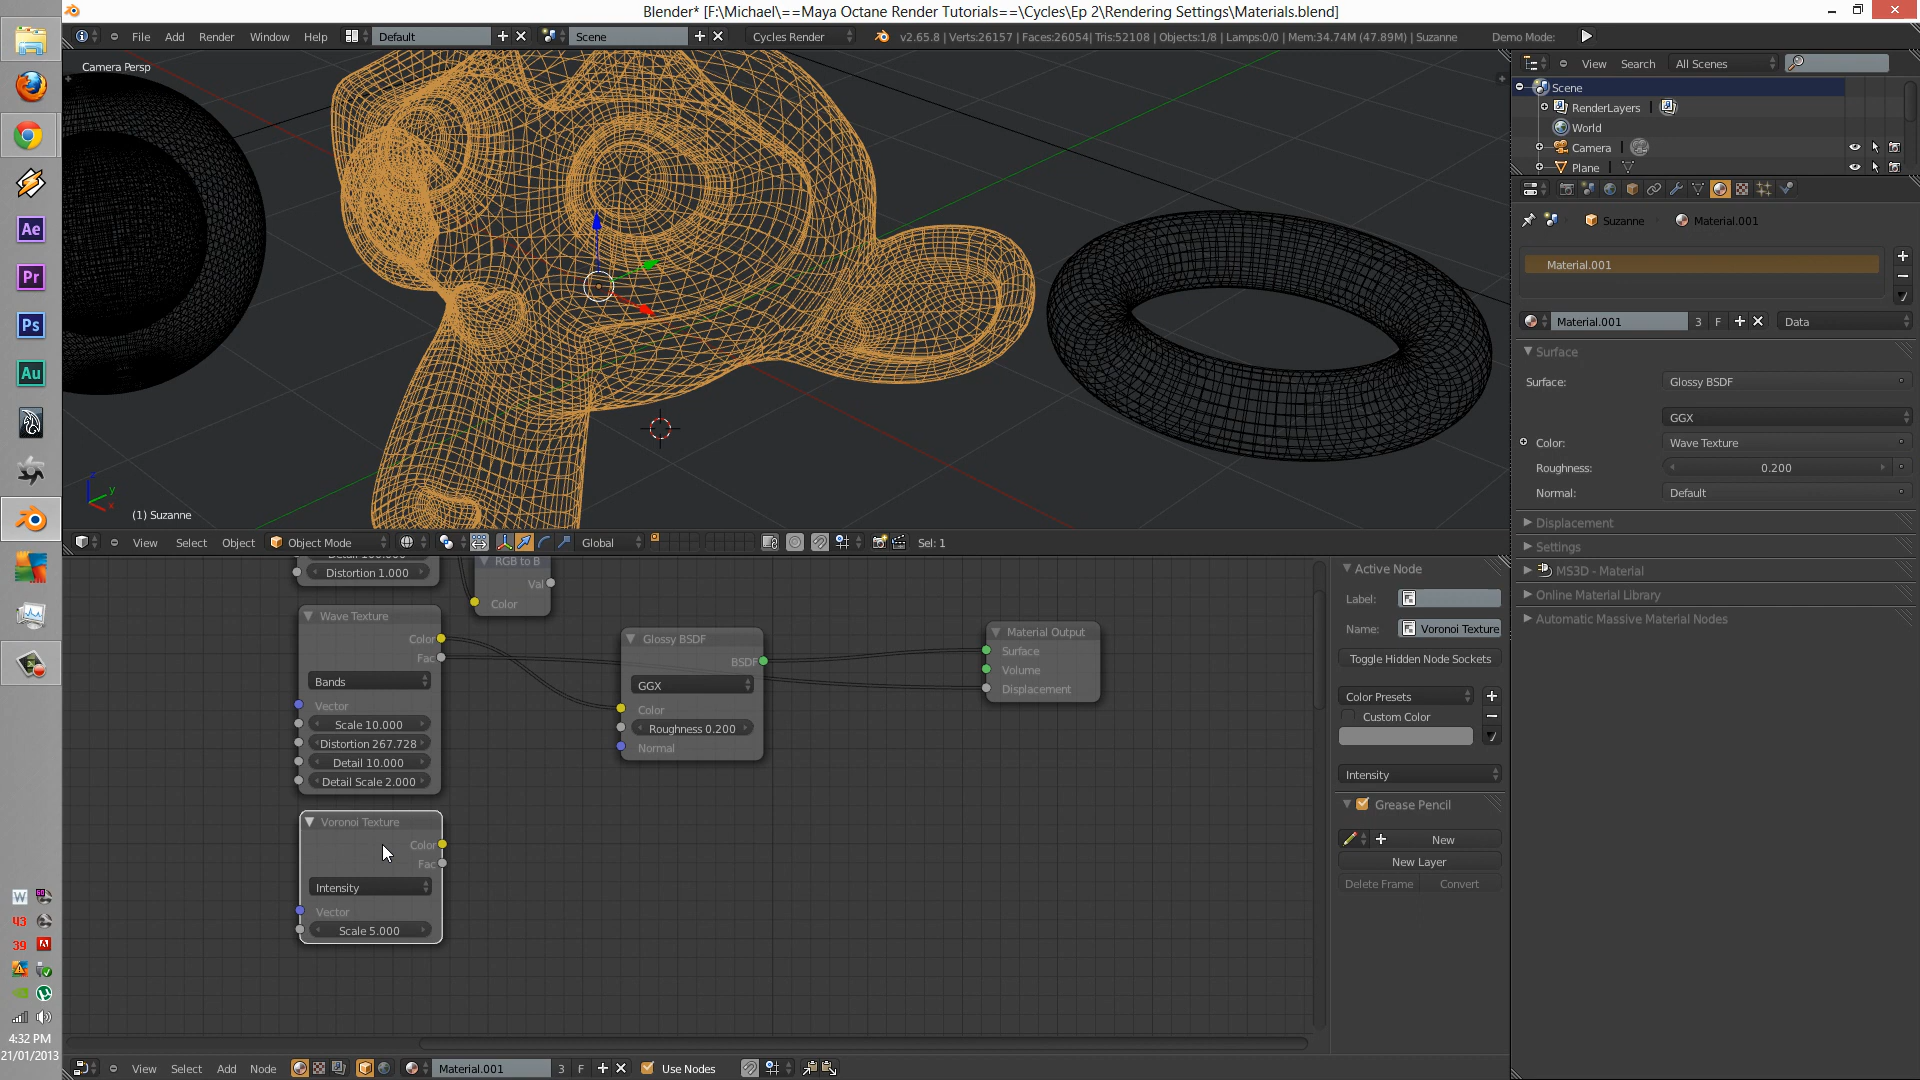 Blender* [F:\Michael\==Maya Octane Render Tutorials==\Cycles\Ep 2\Rendering Settings\Materials.blend]
File Add Render Window Help Default Scene Cycles Render v2.65.8 | Verts:26157 | Faces:26054| Tris:52108 | Objects:1/8 | Lamps:0/0 | Mem:34.74M (47.89M) | Suzanne Demo Mode:
View Search All Scenes
Scene
RenderLayers
World
Camera
Plane
Suzanne Material.001
Material.001
Material.001 3 F Data
Surface
Surface: Glossy BSDF
GGX
Color: Wave Texture
Roughness: 0.200
Normal: Default
Displacement
Settings
MS3D - Material
Online Material Library
Automatic Massive Material Nodes
Camera Persp
z
y
x
(1) Suzanne
View Select Object Object Mode Global Sel: 1
Distortion 1.000
RGB to B
Val
Color
Wave Texture
Color
Fac
Bands
Vector
Scale 10.000
Distortion 267.728
Detail 10.000
Detail Scale 2.000
Glossy BSDF
BSDF
GGX
Color
Roughness 0.200
Normal
Material Output
Surface
Volume
Displacement
Voronoi Texture
Color
Fac
Intensity
Vector
Scale 5.000
Active Node
Label:
Name: Voronoi Texture
Toggle Hidden Node Sockets
Color Presets
Custom Color
Intensity
Grease Pencil
New
New Layer
Delete Frame Convert
View Select Add Node Material.001 3 F Use Nodes
Ae
Pr
Ps
Au
W
43
39
4:32 PM
21/01/2013